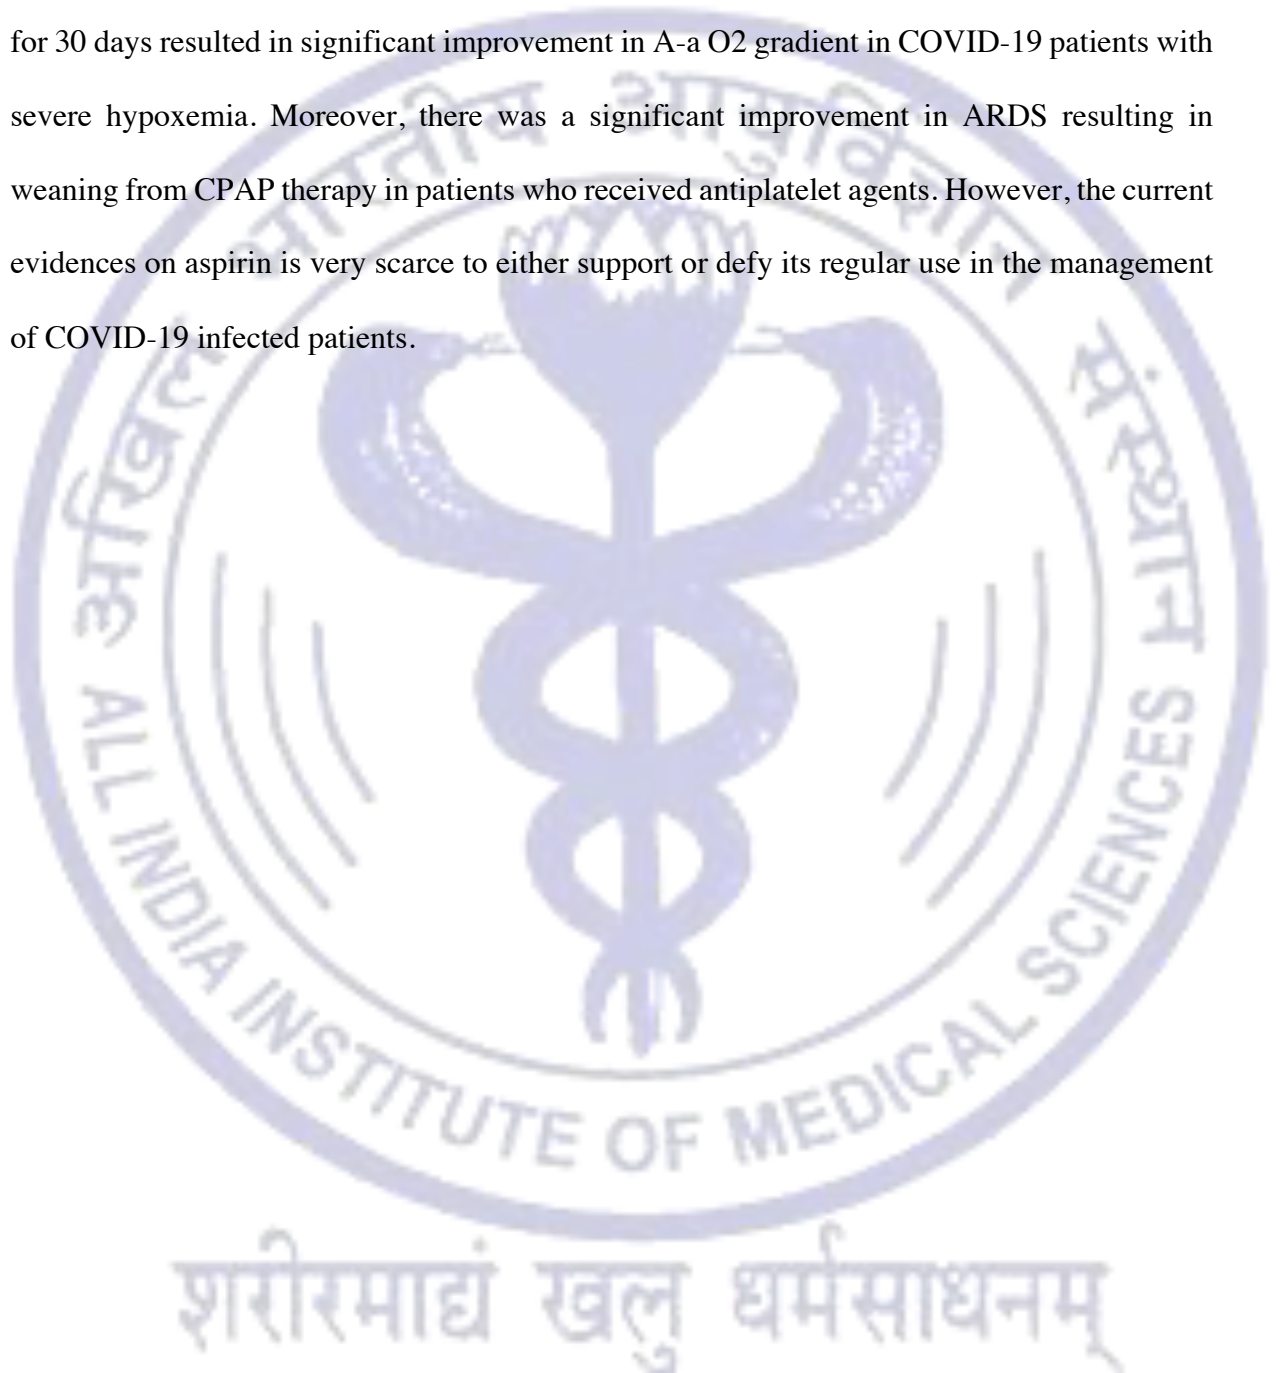 for 30 days resulted in significant improvement in A-a O2 gradient in COVID-19 patients with
severe hypoxemia. Moreover, there was a significant improvement in ARDS resulting in
weaning from CPAP therapy in patients who received antiplatelet agents. However, the current
evidences on aspirin is very scarce to either support or defy its regular use in the management
of COVID-19 infected patients.
अखिल भारतीय आयुर्विज्ञान संस्थान
ALL INDIA INSTITUTE OF MEDICAL SCIENCES
शरीरमाद्यं खलु धर्मसाधनम्